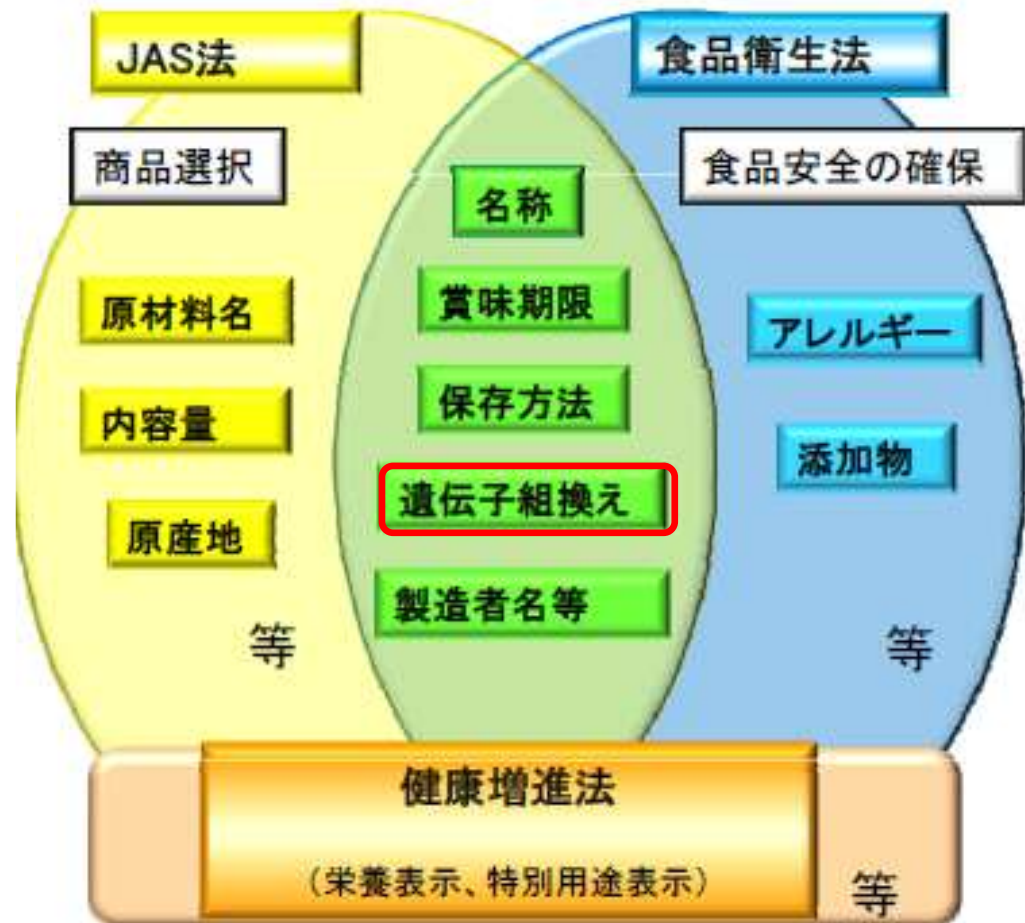 JAS法
食品衛生法
商品選択
食品安全の確保
名称
原材料名
賞味期限
アレルギー
内容量
保存方法
添加物
原産地
遺伝子組換え
製造者名等
等
等
健康増進法
(栄養表示、特別用途表示)
等